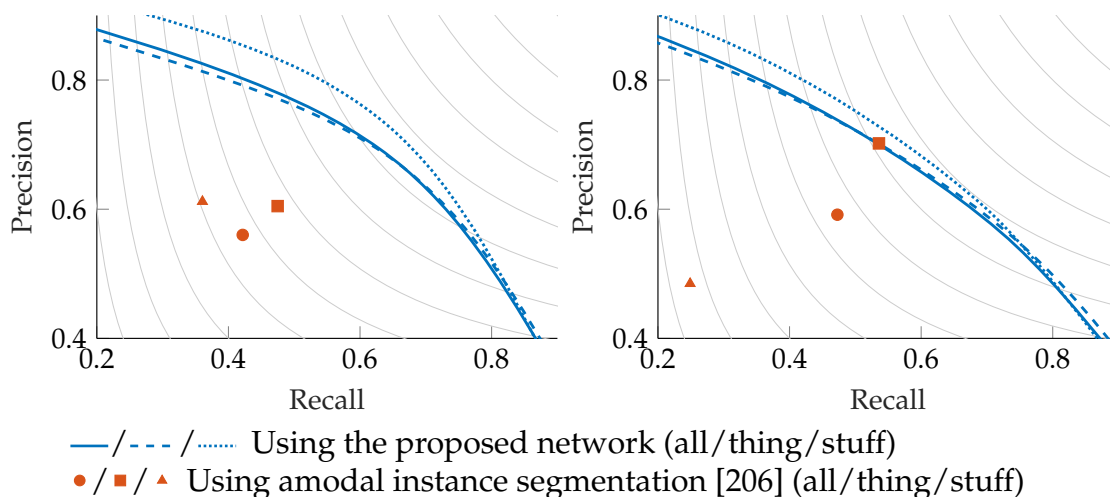 Precision
0.8
0.6
0.4
0.2 0.4 0.6 0.8
Recall
Precision
0.8
0.6
0.4
0.2 0.4 0.6 0.8
Recall
/ / Using the proposed network (all/thing/stuff)
/ / Using amodal instance segmentation [206] (all/thing/stuff)